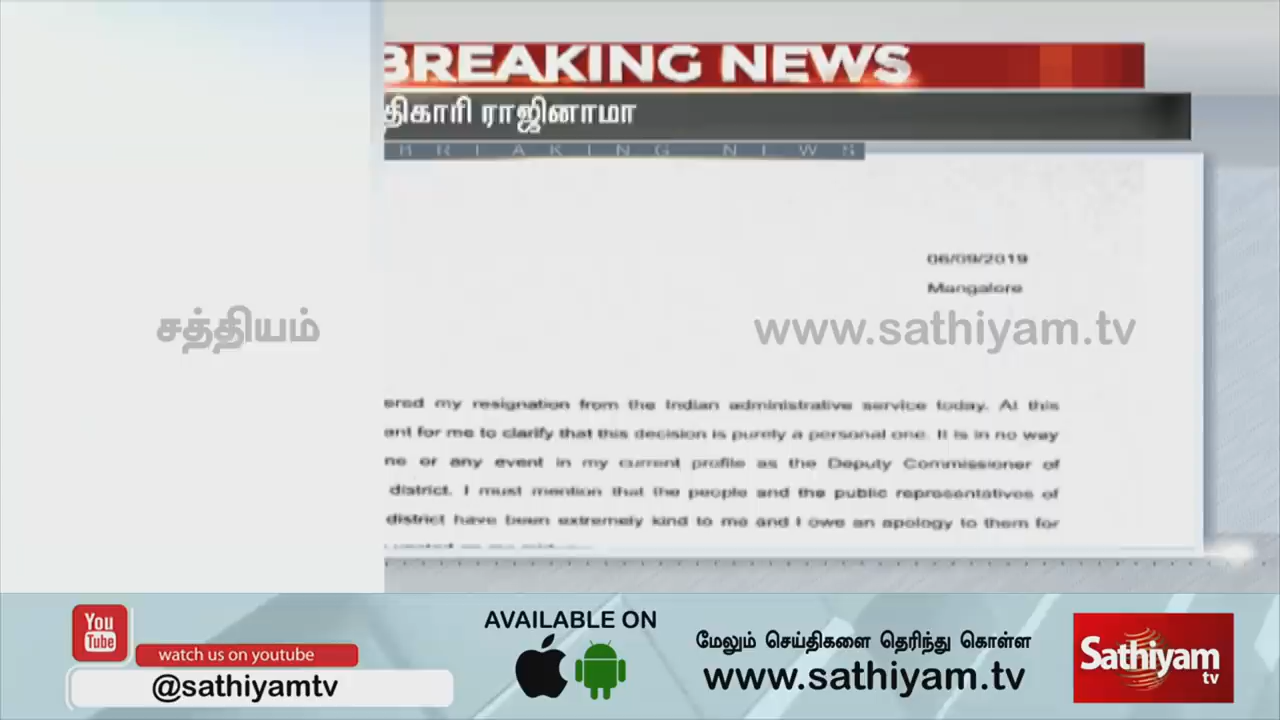 BREAKING NEWS
திகாரி ராஜினாமா
BREAKING NEWS
06/09/2019
Mangalore
சத்தியம்
www.sathiyam.tv
ered my resignation from the Indian administrative service today. At this
ant for me to clarify that this decision is purely a personal one. It is in no way
ne or any event in my current profile as the Deputy Commissioner of
district. I must mention that the people and the public representatives of
district have been extremely kind to me and I owe an apology to them for
You
Tube
watch us on youtube
@sathiyamtv
AVAILABLE ON
மேலும் செய்திகளை தெரிந்து கொள்ள
www.sathiyam.tv
Sathiyam
tv